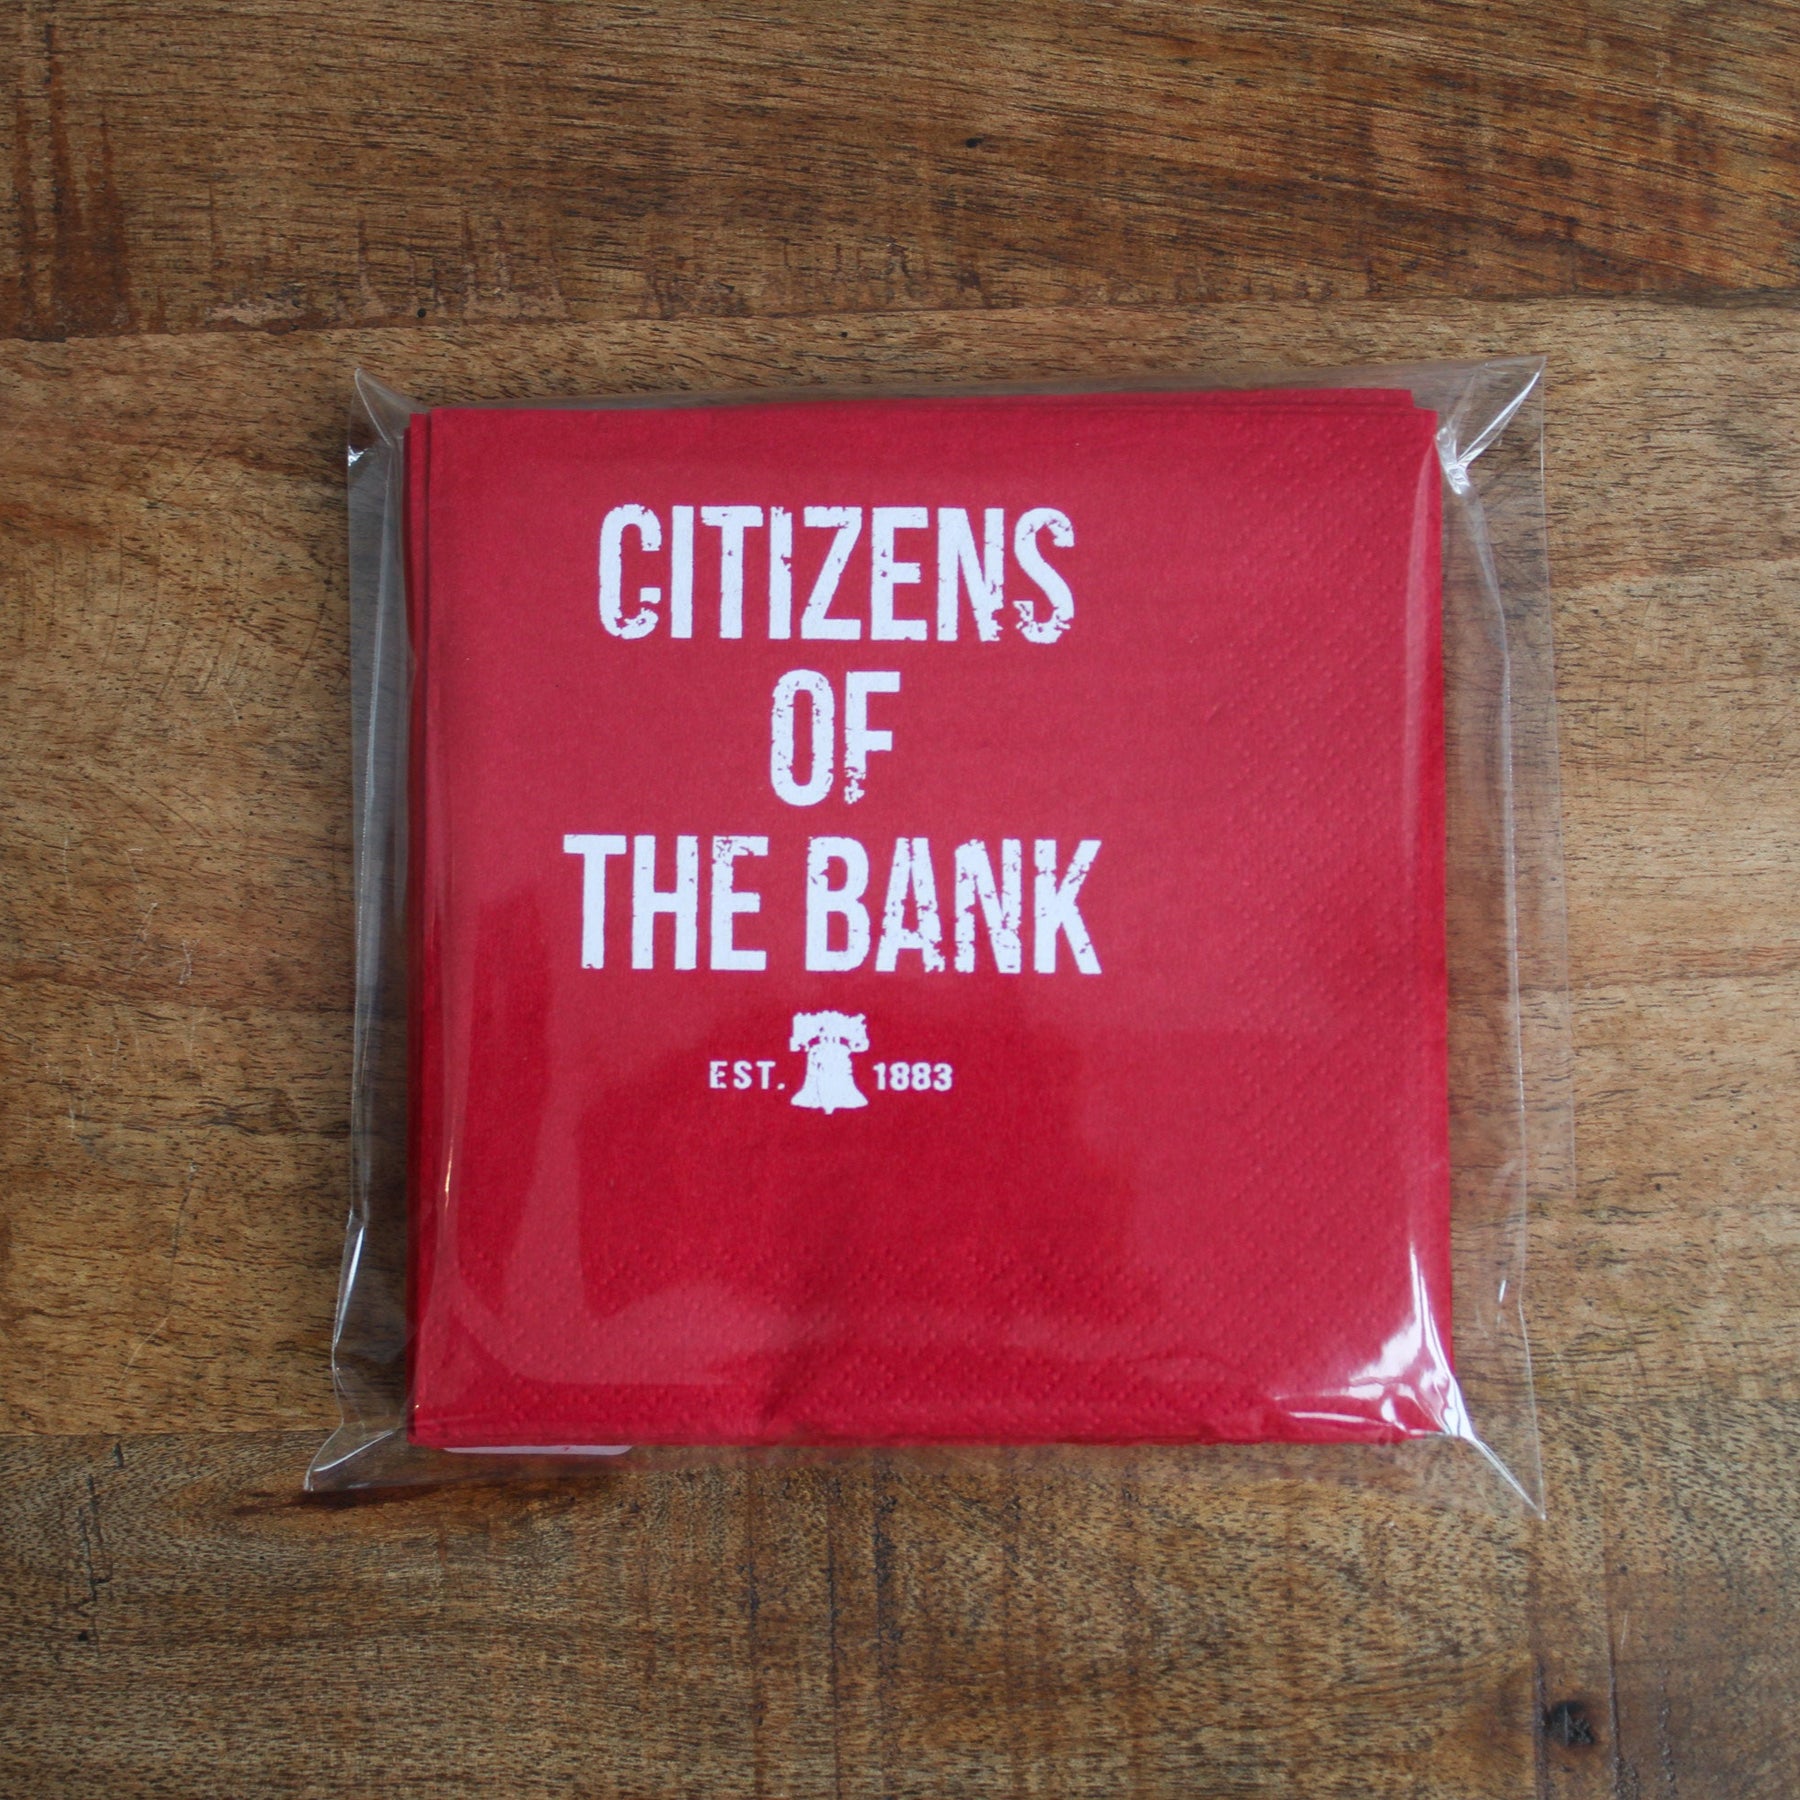 CITIZENS
OF
THE BANK
EST. 1883